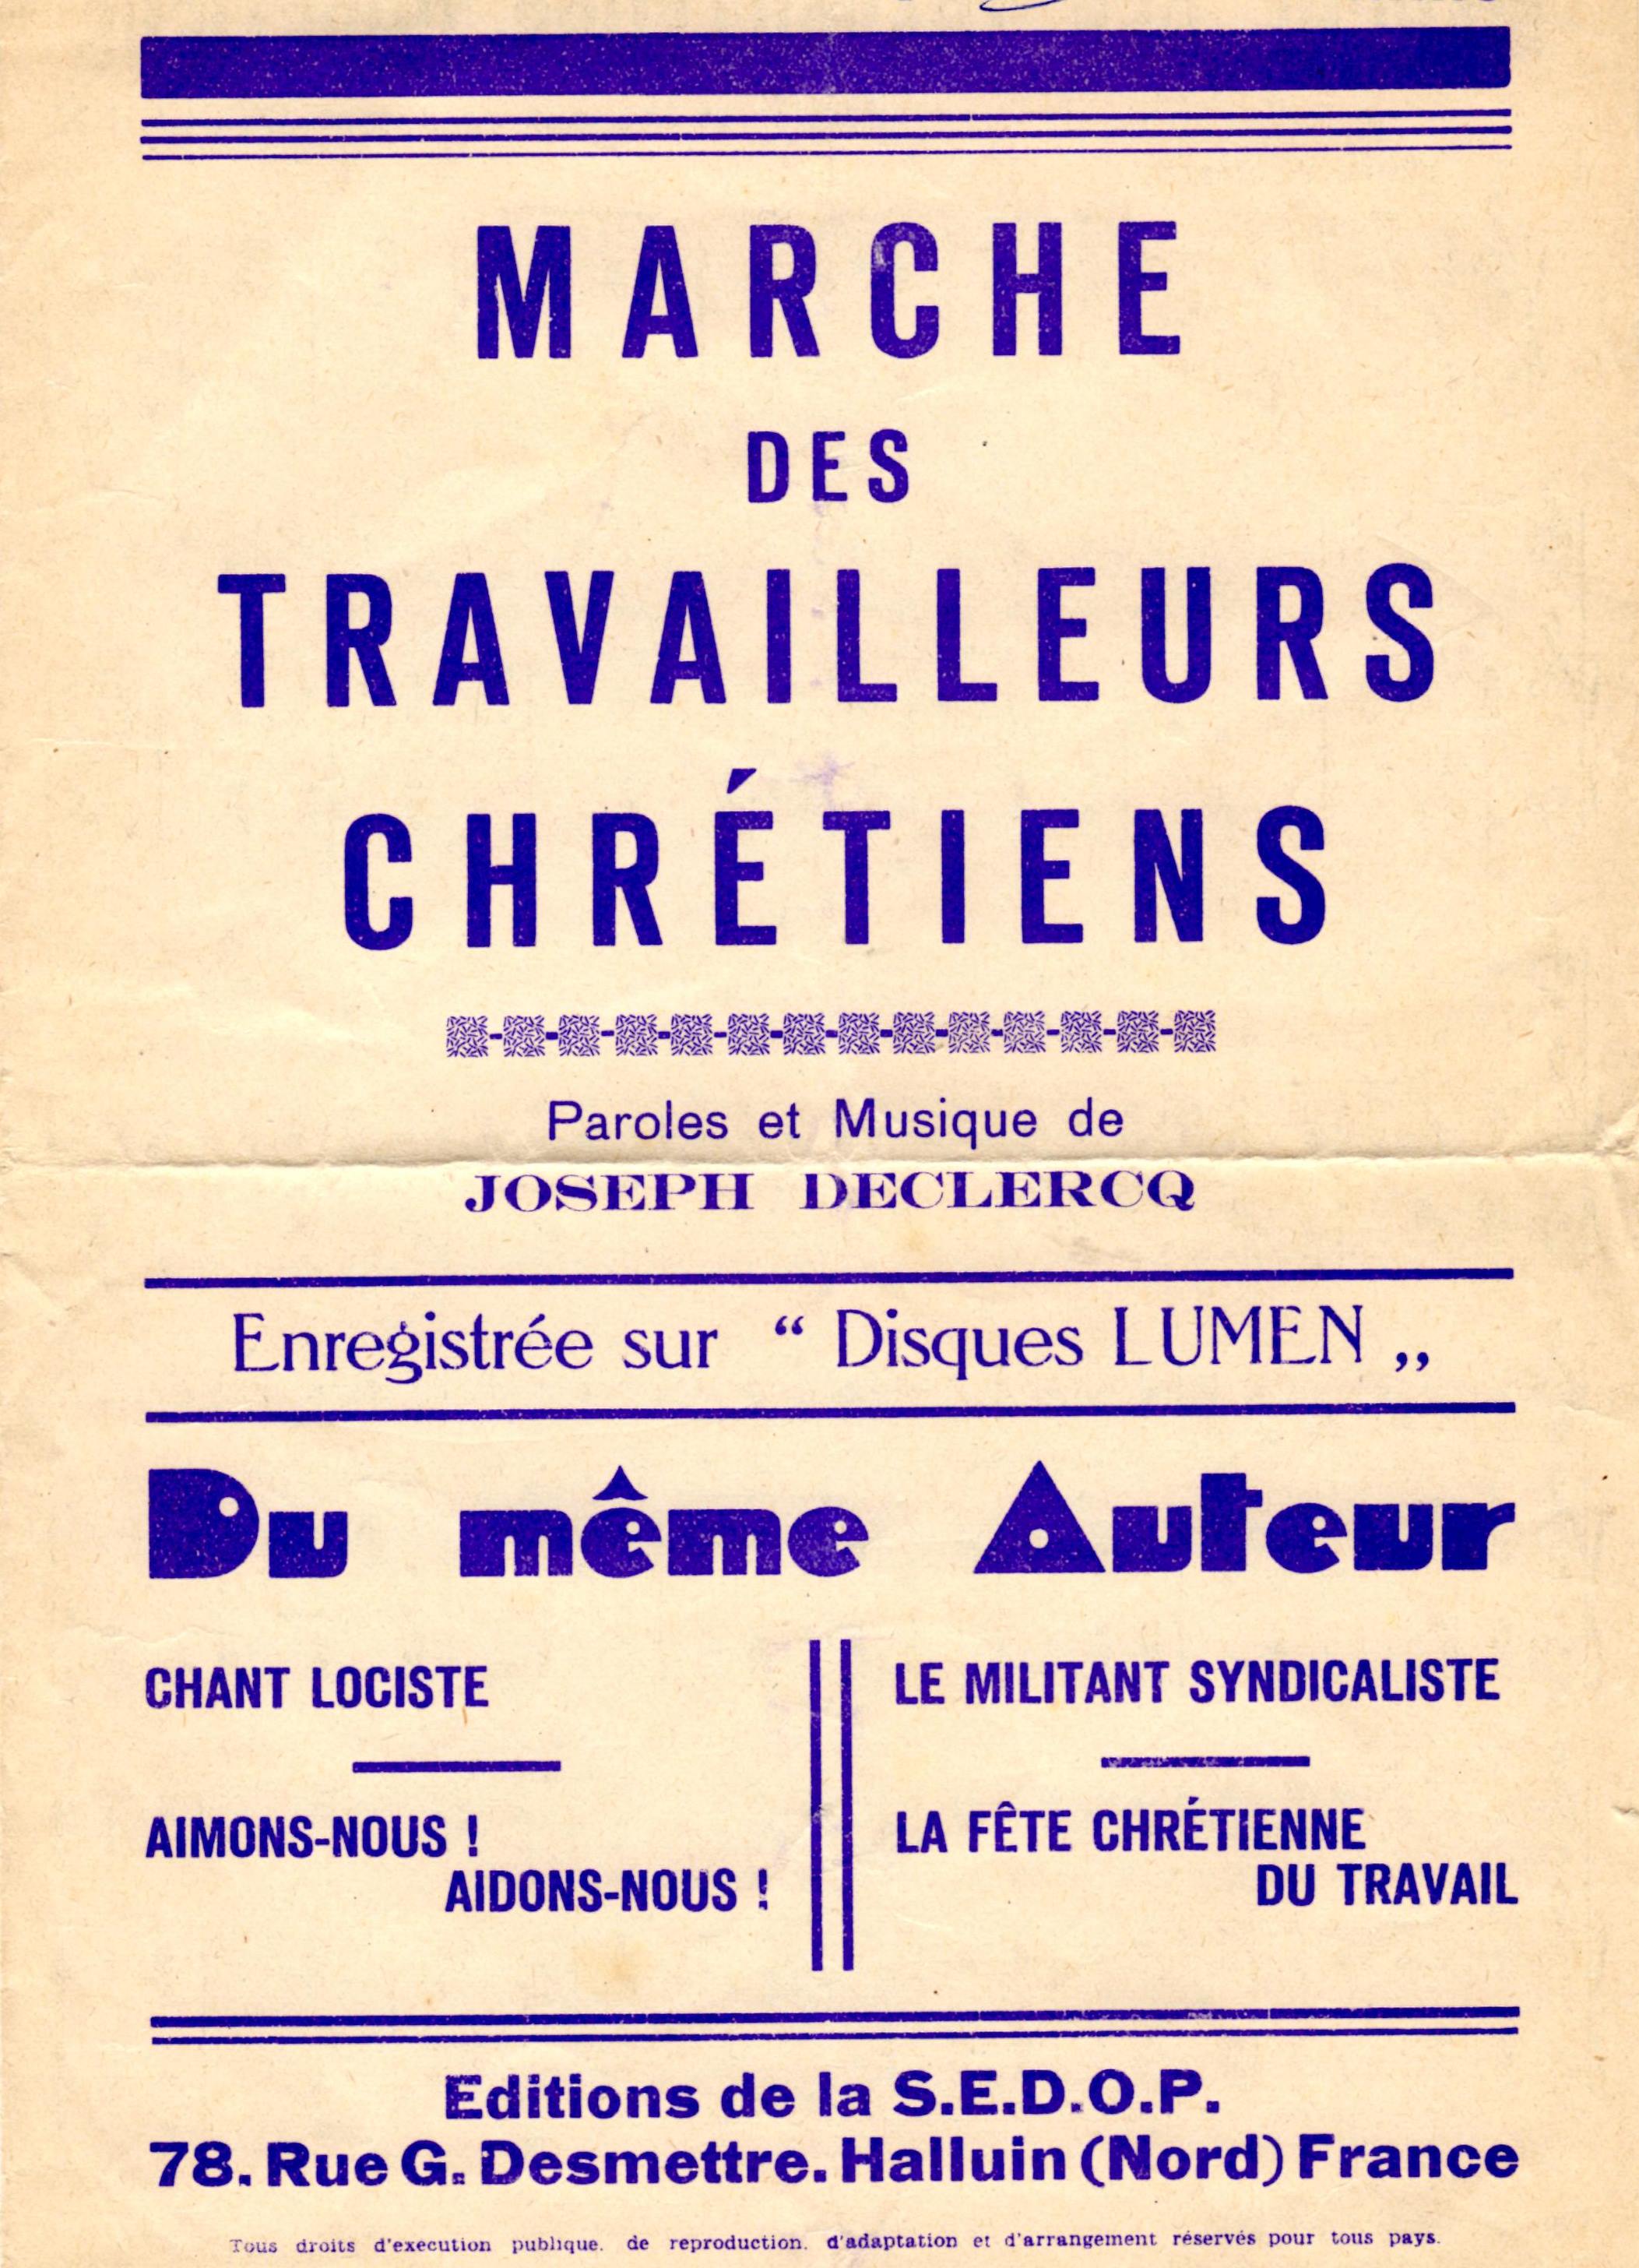 MARCHE
DES
TRAVAILLEURS
CHRÉTIENS
Paroles et Musique de
JOSEPH DECLERCQ
Enregistrée sur “ Disques LUMEN „
Du même Auteur
CHANT LOCISTE
AIMONS-NOUS !
AIDONS-NOUS !
LE MILITANT SYNDICALISTE
LA FÊTE CHRÉTIENNE
DU TRAVAIL
Editions de la S.E.D.O.P.
78. Rue G. Desmettre. Halluin (Nord) France
Tous droits d'execution publique. de reproduction. d'adaptation et d'arrangement réservés pour tous pays.